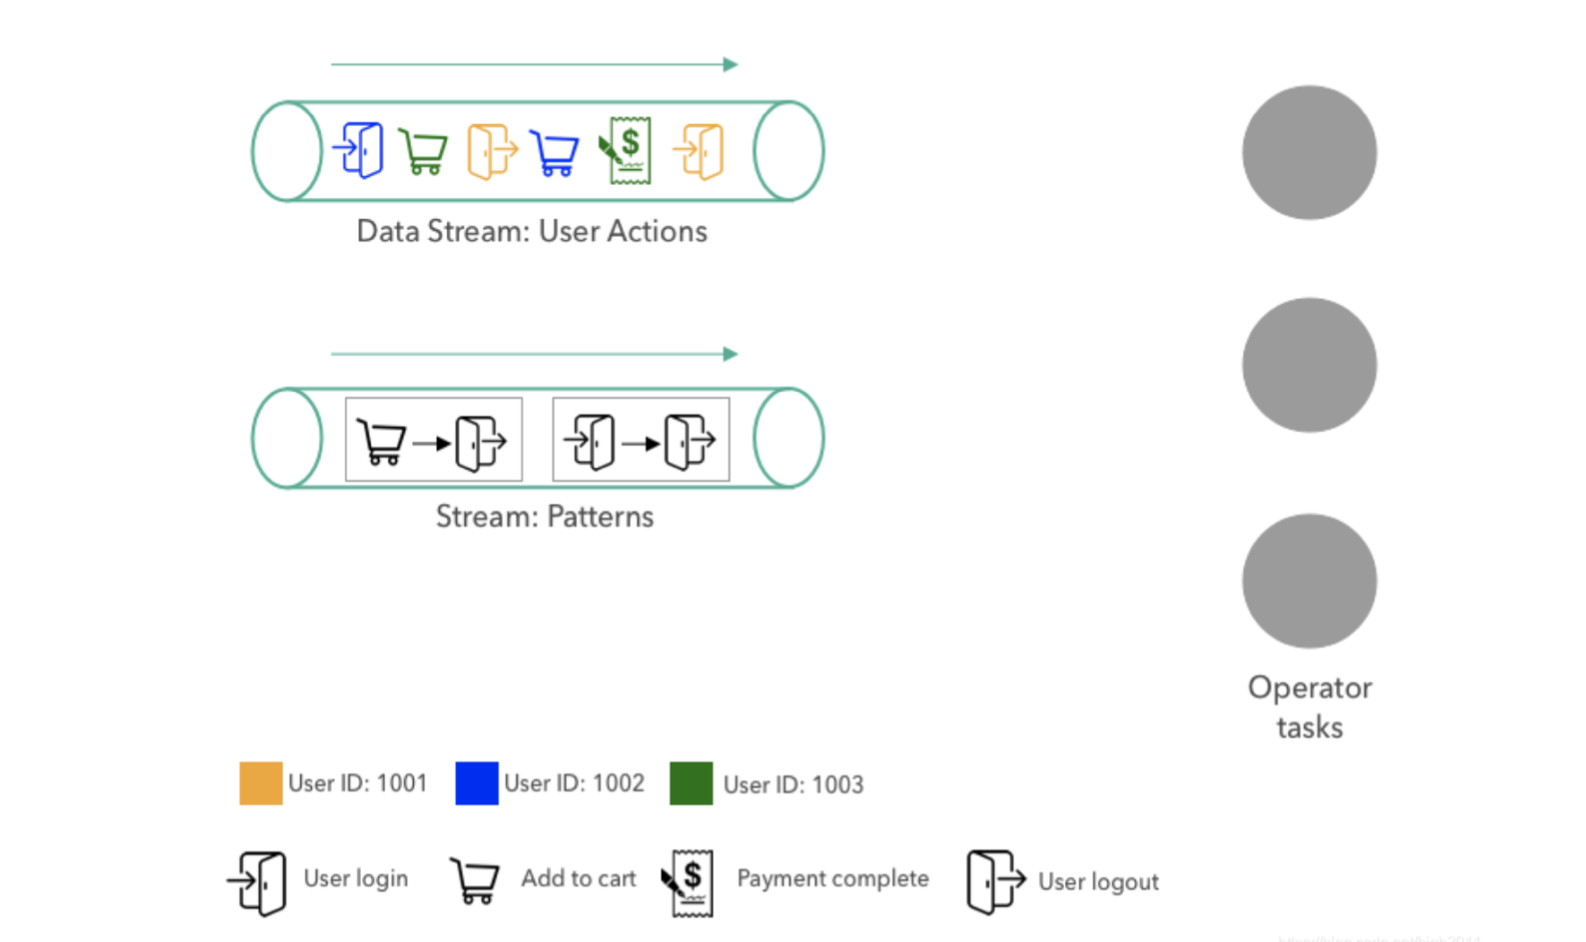 Data Stream: User Actions
Stream: Patterns
Operator
tasks
User ID: 1001
User ID: 1002
User ID: 1003
User login
Add to cart
Payment complete
User logout